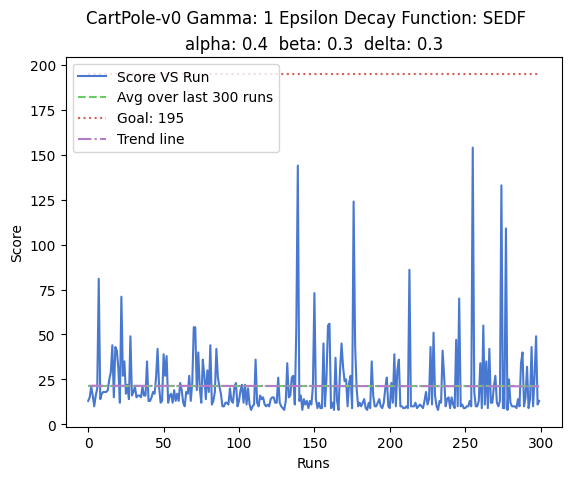 CartPole-v0 Gamma: 1 Epsilon Decay Function: SEDF
alpha: 0.4 beta: 0.3 delta: 0.3
Score VS Run
Avg over last 300 runs
Goal: 195
Trend line
Score
200
175
150
125
100
75
50
25
0
0 50 100 150 200 250 300
Runs